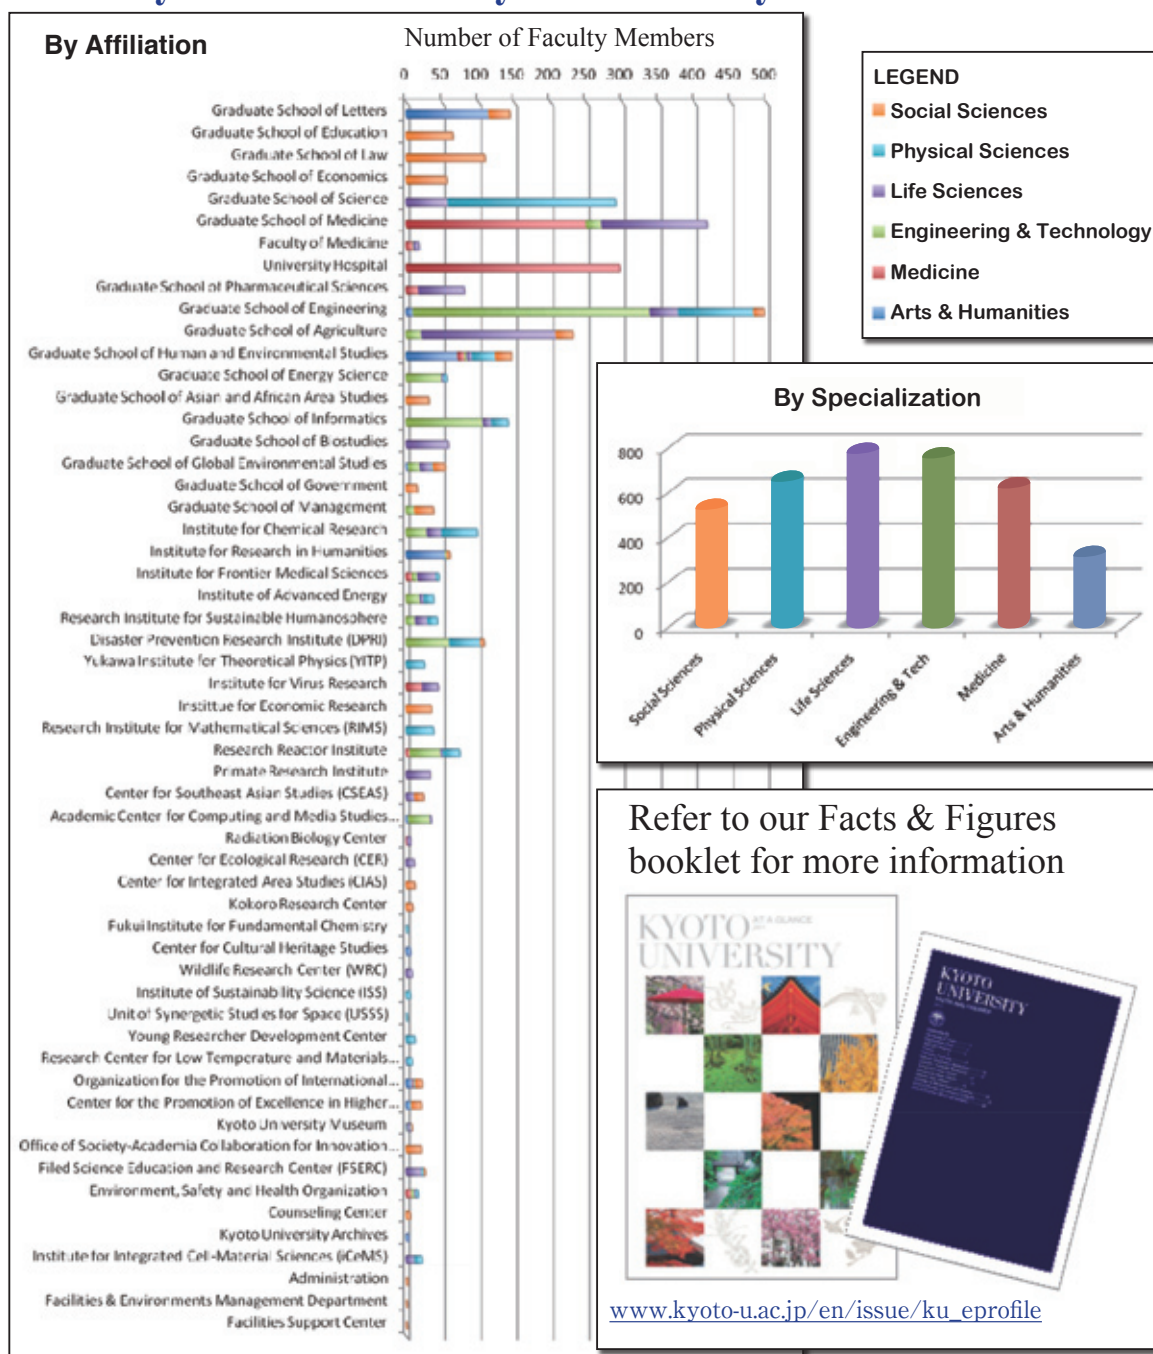 By Affiliation
Number of Faculty Members
0 50 100 150 200 250 300 350 400 450 500
Graduate School of Letters
Graduate School of Education
Graduate School of Law
Graduate School of Economics
Graduate School of Science
Graduate School of Medicine
Faculty of Medicine
University Hospital
Graduate School of Pharmaceutical Sciences
Graduate School of Engineering
Graduate School of Agriculture
Graduate School of Human and Environmental Studies
Graduate School of Energy Science
Graduate School of Asian and African Area Studies
Graduate School of Informatics
Graduate School of Biostudies
Graduate School of Global Environmental Studies
Graduate School of Government
Graduate School of Management
Institute for Chemical Research
Institute for Research in Humanities
Institute for Frontier Medical Sciences
Institute of Advanced Energy
Research Institute for Sustainable Humanosphere
Disaster Prevention Research Institute (DPRI)
Yukawa Institute for Theoretical Physics (YITP)
Institute for Virus Research
Instittue for Economic Research
Research Institute for Mathematical Sciences (RIMS)
Research Reactor Institute
Primate Research Institute
Center for Southeast Asian Studies (CSEAS)
Academic Center for Computing and Media Studies...
Radiation Biology Center
Center for Ecological Research (CER)
Center for Integrated Area Studies (CIAS)
Kokoro Research Center
Fukui Institute for Fundamental Chemistry
Center for Cultural Heritage Studies
Wildlife Research Center (WRC)
Institute of Sustainability Science (ISS)
Unit of Synergetic Studies for Space (USSS)
Young Researcher Development Center
Research Center for Low Temperature and Materials...
Organization for the Promotion of International...
Center for the Promotion of Excellence in Higher...
Kyoto University Museum
Office of Society-Academia Collaboration for Innovation...
Filed Science Education and Research Center (FSERC)
Environment, Safety and Health Organization
Counseling Center
Kyoto University Archives
Institute for Integrated Cell-Material Sciences (iCeMS)
Administration
Facilities & Environments Management Department
Facilities Support Center
LEGEND
Social Sciences
Physical Sciences
Life Sciences
Engineering & Technology
Medicine
Arts & Humanities
By Specialization
800
600
400
200
0
Social Sciences
Physical Sciences
Life Sciences
Engineering & Tech
Medicine
Arts & Humanities
Refer to our Facts & Figures
booklet for more information
KYOTO AT A GLANCE
UNIVERSITY
KYOTO
UNIVERSITY
www.kyoto-u.ac.jp/en/issue/ku_eprofile